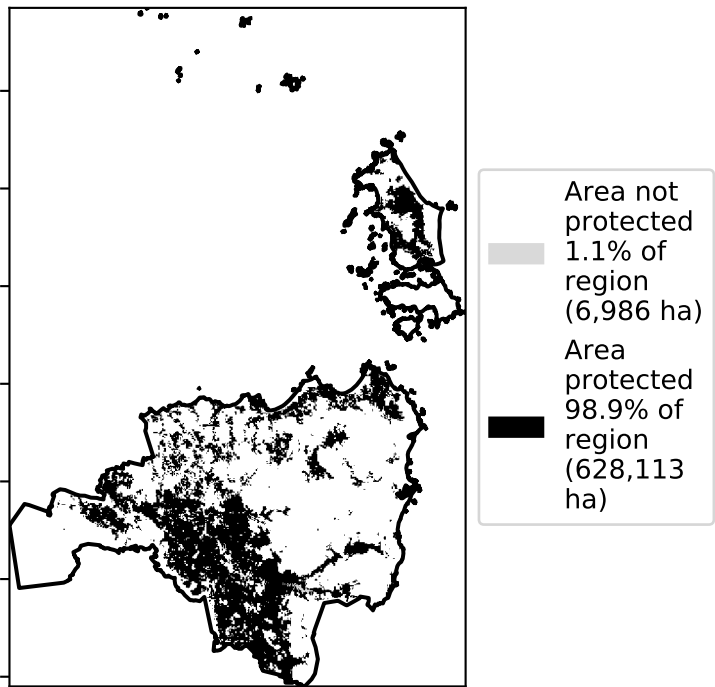 Area not
protected
1.1% of
region
(6,986 ha)
Area
protected
98.9% of
region
(628,113
ha)